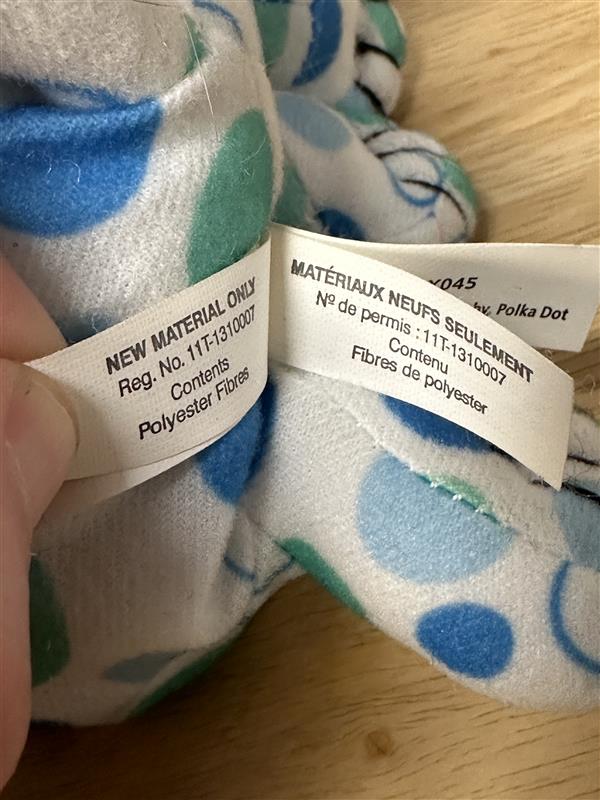 NEW MATERIAL ONLY
Reg. No. 11T-1310007
Contents
Polyester Fibres
MATÉRIAUX NEUFS SEULEMENT
Nº de permis : 11T-1310007
Contenu
Fibres de polyester
045
Polka Dot